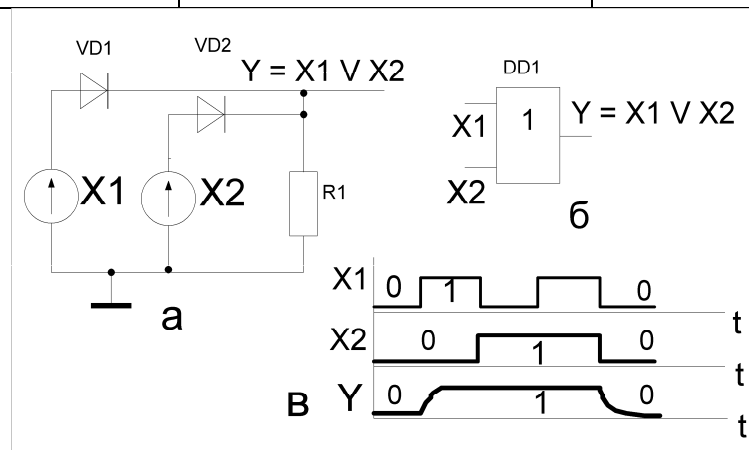 VD1
VD2
Y = X1 V X2
X1
X2
R1
а
DD1
X1
1
Y = X1 V X2
X2
б
X1
0
1
0
t
X2
0
1
0
t
в
Y
0
1
0
t